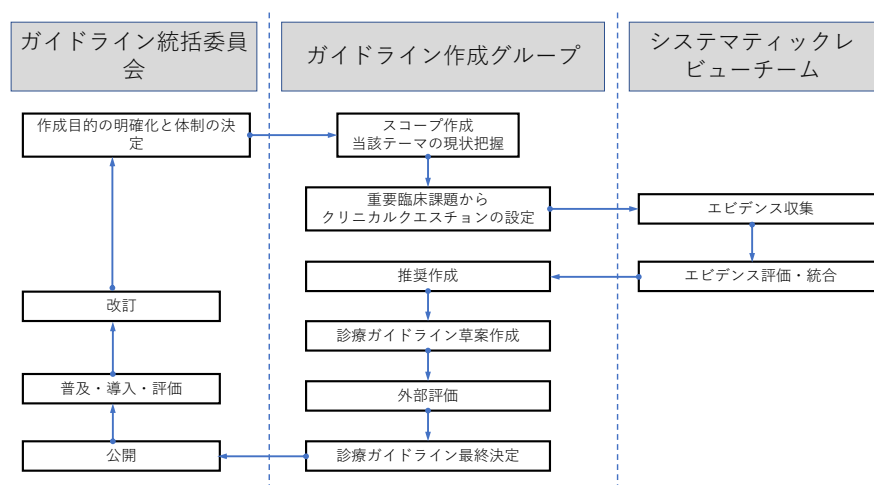 ガイドライン統括委員
会
ガイドライン作成グループ
システマティックレ
ビューチーム
作成目的の明確化と体制の決
定
スコープ作成
当該テーマの現状把握
重要臨床課題から
クリニカルクエスチョンの設定
エビデンス収集
エビデンス評価・統合
推奨作成
診療ガイドライン草案作成
外部評価
診療ガイドライン最終決定
公開
普及・導入・評価
改訂